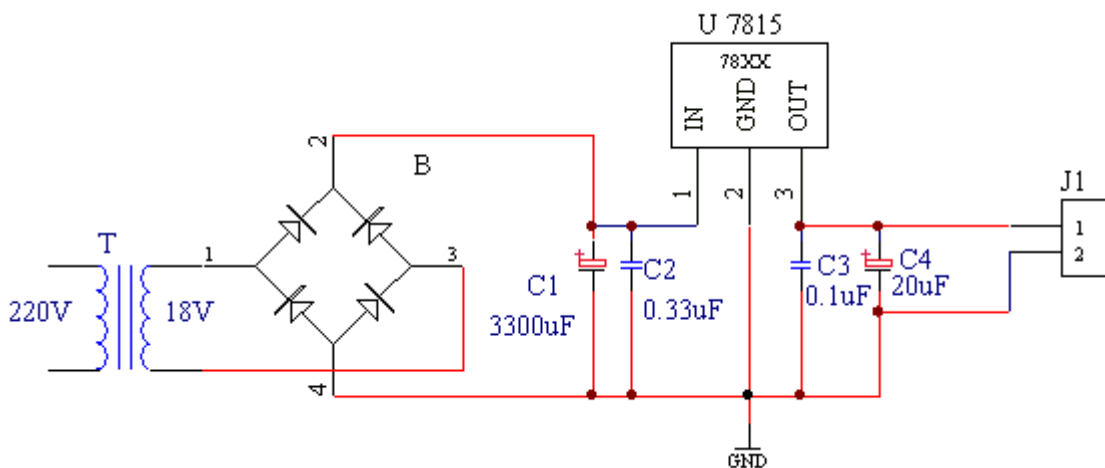 U 7815
78XX
IN
GND
OUT
1
2
3
2
B
J1
1
2
T
1
3
220V
18V
C1
3300uF
C2
0.33uF
C3
0.1uF
C4
20uF
4
GND